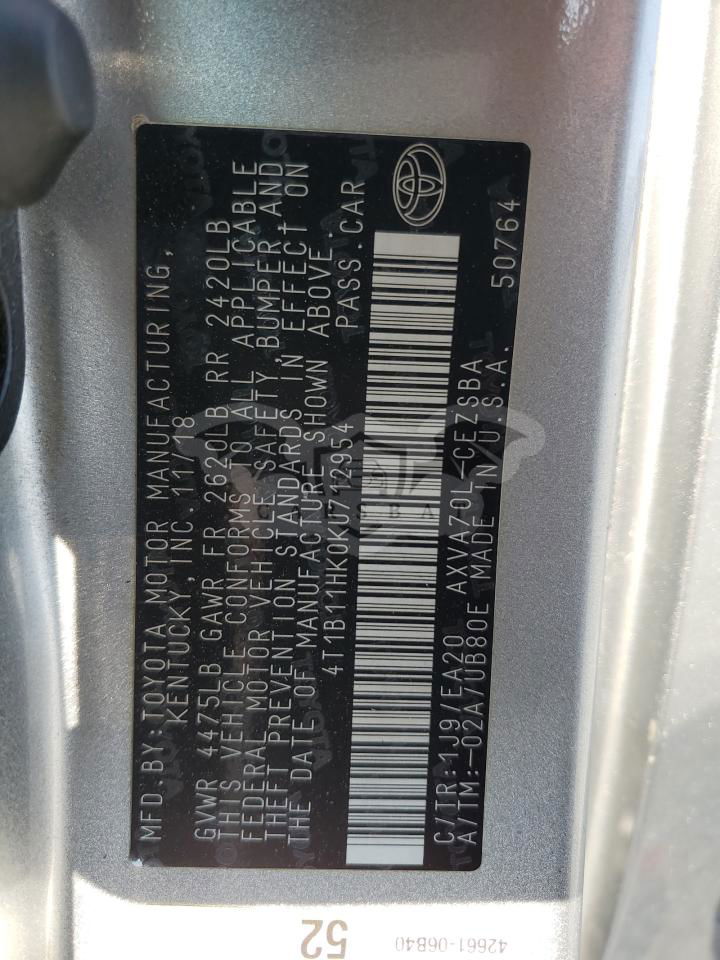 MFD.BY:TOYOTA MOTOR MANUFACTURING,
KENTUCKY, INC. 11/18
GVWR 4475LB GAWR FR 2620LB RR 2420LB
THIS VEHICLE CONFORMS TO ALL APPLICABLE
FEDERAL MOTOR VEHICLE SAFETY, BUMPER AND
THEFT PREVENTION STANDARDS IN EFFECT ON
THE DATE OF MANUFACTURE SHOWN ABOVE.
4T1B11HK0KU712954 PASS.CAR
C/TR:1J9/EA20 AXVA70L-CEZSBA 50764
A/TM:-02A/UB80E MADE IN U.S.A.
52
42661-06B40